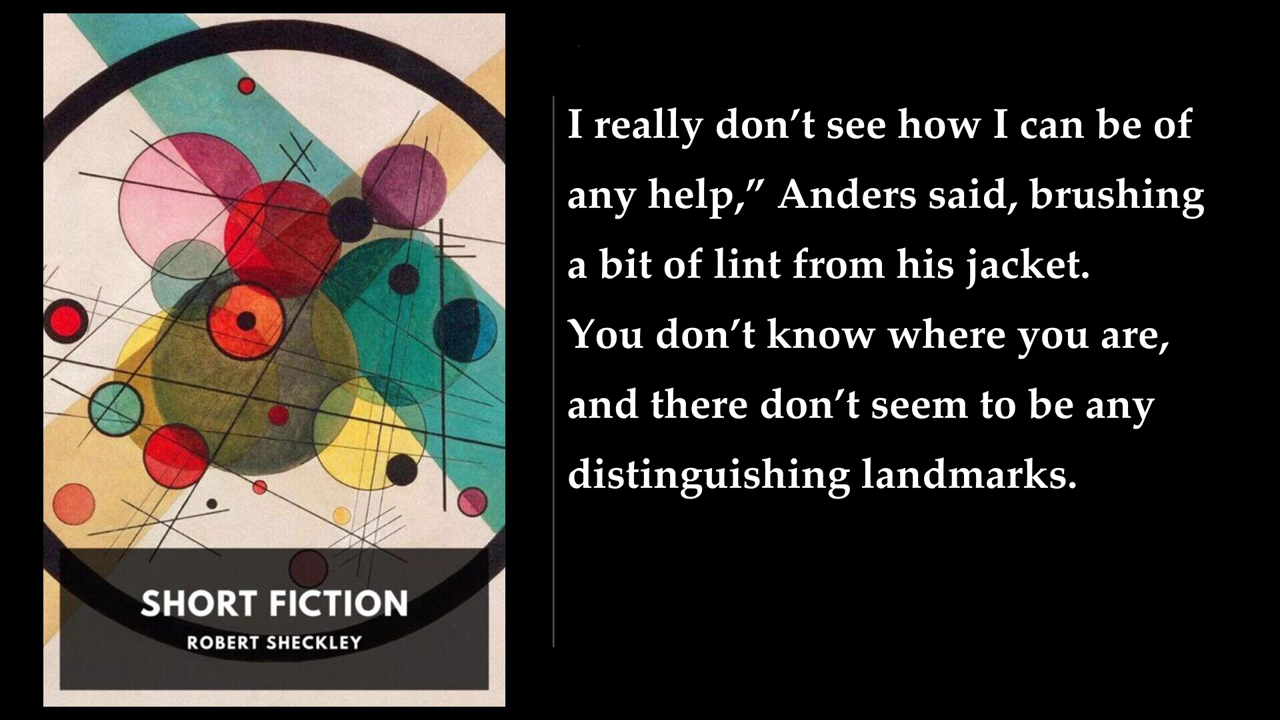 SHORT FICTION
ROBERT SHECKLEY
I really don’t see how I can be of
any help,” Anders said, brushing
a bit of lint from his jacket.
You don’t know where you are,
and there don’t seem to be any
distinguishing landmarks.